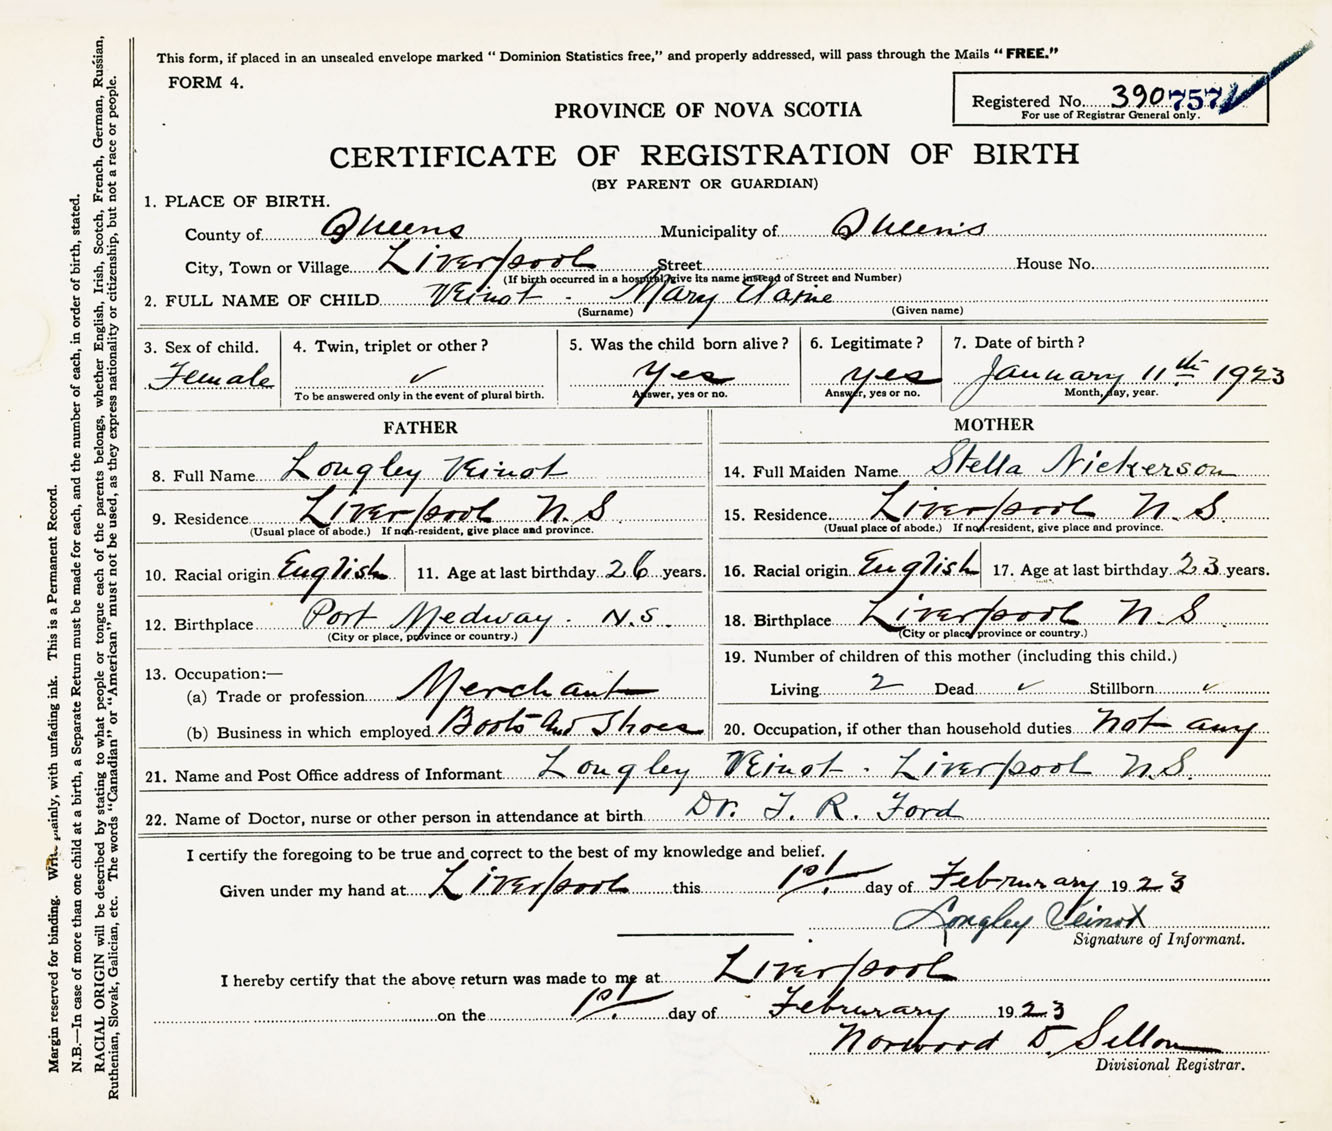 This form, if placed in an unsealed envelope marked “ Dominion Statistics free,” and properly addressed, will pass through the Mails “ FREE.”
FORM 4.
Registered No. 390 757
For use of Registrar General only.
PROVINCE OF NOVA SCOTIA
CERTIFICATE OF REGISTRATION OF BIRTH
(BY PARENT OR GUARDIAN)
1. PLACE OF BIRTH.
County of Queens Municipality of Queens
City, Town or Village Liverpool Street House No.
(If birth occurred in a hospital, give its name instead of Street and Number)
2. FULL NAME OF CHILD Veinot - Mary Elaine
(Surname) (Given name)
3. Sex of child. Female
4. Twin, triplet or other? ✓
To be answered only in the event of plural birth.
5. Was the child born alive? Yes
Answer, yes or no.
6. Legitimate? Yes
Answer, yes or no.
7. Date of birth? January 11th 1923
Month, day, year.
FATHER
8. Full Name Longley Veinot
9. Residence Liverpool N.S
(Usual place of abode.) If non-resident, give place and province.
10. Racial origin English 11. Age at last birthday 26 years.
12. Birthplace Port Medway. N.S.
(City or place, province or country.)
13. Occupation:—
(a) Trade or profession Merchant
(b) Business in which employed Boots And Shoes
MOTHER
14. Full Maiden Name Stella Nickerson
15. Residence Liverpool N.S.
(Usual place of abode.) If non-resident, give place and province.
16. Racial origin English 17. Age at last birthday 23 years.
18. Birthplace Liverpool N S
(City or place, province or country.)
19. Number of children of this mother (including this child.)
Living 2 Dead ✓ Stillborn ✓
20. Occupation, if other than household duties Not any
21. Name and Post Office address of Informant Longley Veinot. Liverpool N.S.
22. Name of Doctor, nurse or other person in attendance at birth Dr. J. R. Ford
I certify the foregoing to be true and correct to the best of my knowledge and belief.
Given under my hand at Liverpool this 1st day of Februrary 1923
Longley Veinot
Signature of Informant.
I hereby certify that the above return was made to me at Liverpool
on the 1st day of Februrary 1923
Norwood D. Sellon
Divisional Registrar.
Margin reserved for binding. Write plainly, with unfading ink. This is a Permanent Record.
N.B.—In case of more than one child at a birth, a Separate Return must be made for each, and the number of each, in order of birth, stated.
RACIAL ORIGIN will be described by stating to what people or tongue each of the parents belongs, whether English, Irish, Scotch, French, German, Russian,
Ruthenian, Slovak, Galician, etc. The words “Canadian” or “American” must not be used, as they express nationality or citizenship, but not a race or people.